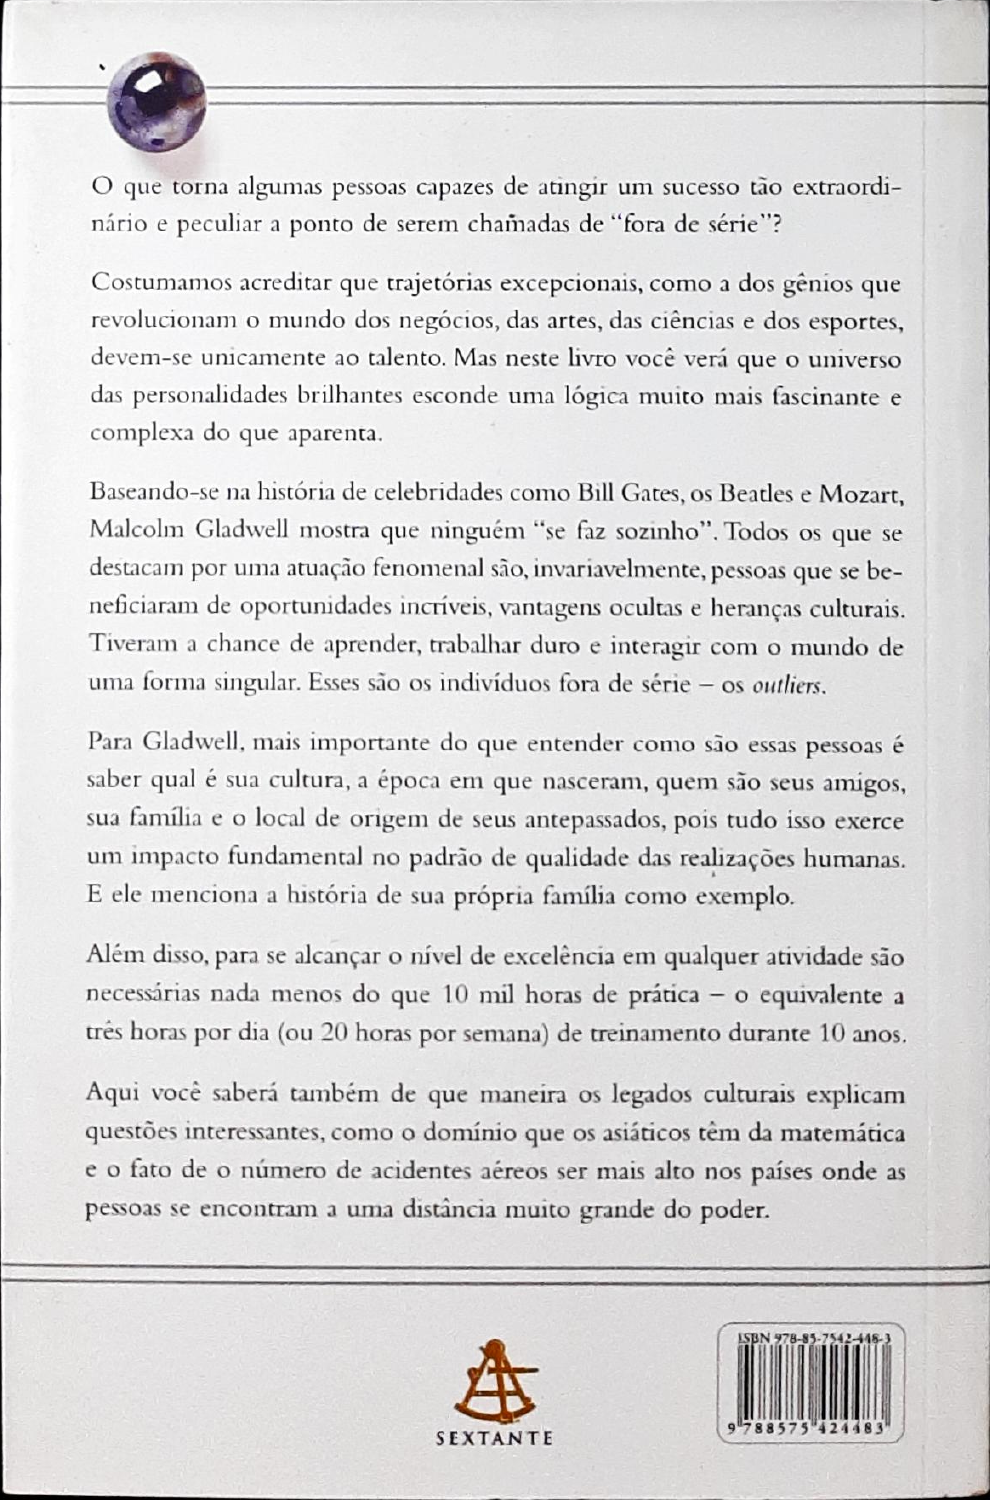 O que torna algumas pessoas capazes de atingir um sucesso tão extraordi-
nário e peculiar a ponto de serem chamadas de “fora de série”?
Costumamos acreditar que trajetórias excepcionais, como a dos gênios que
revolucionam o mundo dos negócios, das artes, das ciências e dos esportes,
devem-se unicamente ao talento. Mas neste livro você verá que o universo
das personalidades brilhantes esconde uma lógica muito mais fascinante e
complexa do que aparenta.
Baseando-se na história de celebridades como Bill Gates, os Beatles e Mozart,
Malcolm Gladwell mostra que ninguém “se faz sozinho”. Todos os que se
destacam por uma atuação fenomenal são, invariavelmente, pessoas que se be-
neficiaram de oportunidades incríveis, vantagens ocultas e heranças culturais.
Tiveram a chance de aprender, trabalhar duro e interagir com o mundo de
uma forma singular. Esses são os indivíduos fora de série – os outliers.
Para Gladwell, mais importante do que entender como são essas pessoas é
saber qual é sua cultura, a época em que nasceram, quem são seus amigos,
sua família e o local de origem de seus antepassados, pois tudo isso exerce
um impacto fundamental no padrão de qualidade das realizações humanas.
E ele menciona a história de sua própria família como exemplo.
Além disso, para se alcançar o nível de excelência em qualquer atividade são
necessárias nada menos do que 10 mil horas de prática – o equivalente a
três horas por dia (ou 20 horas por semana) de treinamento durante 10 anos.
Aqui você saberá também de que maneira os legados culturais explicam
questões interessantes, como o domínio que os asiáticos têm da matemática
e o fato de o número de acidentes aéreos ser mais alto nos países onde as
pessoas se encontram a uma distância muito grande do poder.
ISBN 978-85-7542-448-3
9 788575 424483
SEXTANTE